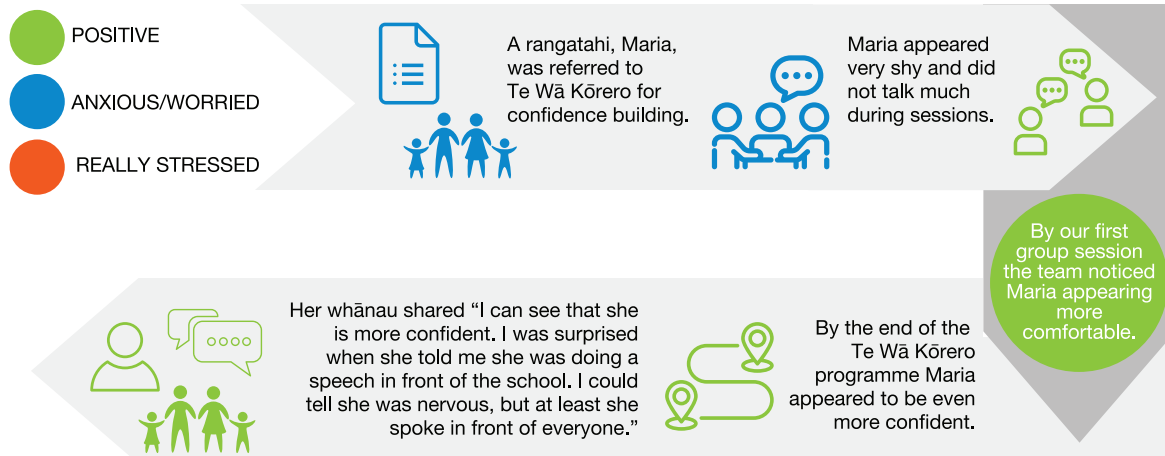 POSITIVE
ANXIOUS/WORRIED
REALLY STRESSED
A rangatahi, Maria,
was referred to
Te Wā Kōrero for
confidence building.
Maria appeared
very shy and did
not talk much
during sessions.
By our first
group session
the team noticed
Maria appearing
more
comfortable.
By the end of the
Te Wā Kōrero
programme Maria
appeared to be even
more confident.
Her whānau shared “I can see that she
is more confident. I was surprised
when she told me she was doing a
speech in front of the school. I could
tell she was nervous, but at least she
spoke in front of everyone.”